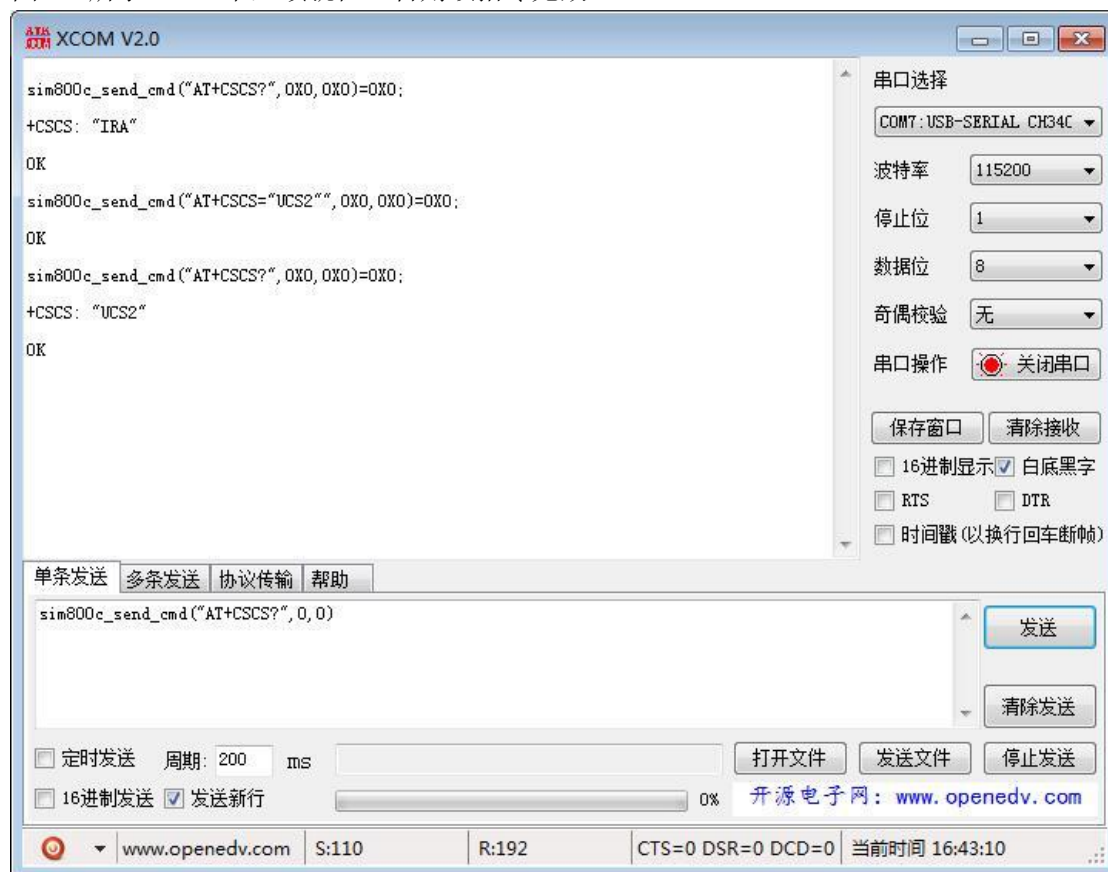 XCOM V2.0
sim800c_send_cmd("AT+CSCS?",0X0,0X0)=0X0;
+CSCS: "IRA"
OK
sim800c_send_cmd("AT+CSCS="UCS2"",0X0,0X0)=0X0;
OK
sim800c_send_cmd("AT+CSCS?",0X0,0X0)=0X0;
+CSCS: "UCS2"
OK
串口选择
COM7:USB-SERIAL CH34C
波特率 115200
停止位 1
数据位 8
奇偶校验 无
串口操作 关闭串口
保存窗口 清除接收
16进制显示 白底黑字
RTS DTR
时间戳(以换行回车断帧)
单条发送 多条发送 协议传输 帮助
sim800c_send_cmd("AT+CSCS?",0,0)
发送
清除发送
定时发送 周期: 200 ms 打开文件 发送文件 停止发送
16进制发送 发送新行 0% 开源电子网: www.openedv.com
www.openedv.com S:110 R:192 CTS=0 DSR=0 DCD=0 当前时间 16:43:10